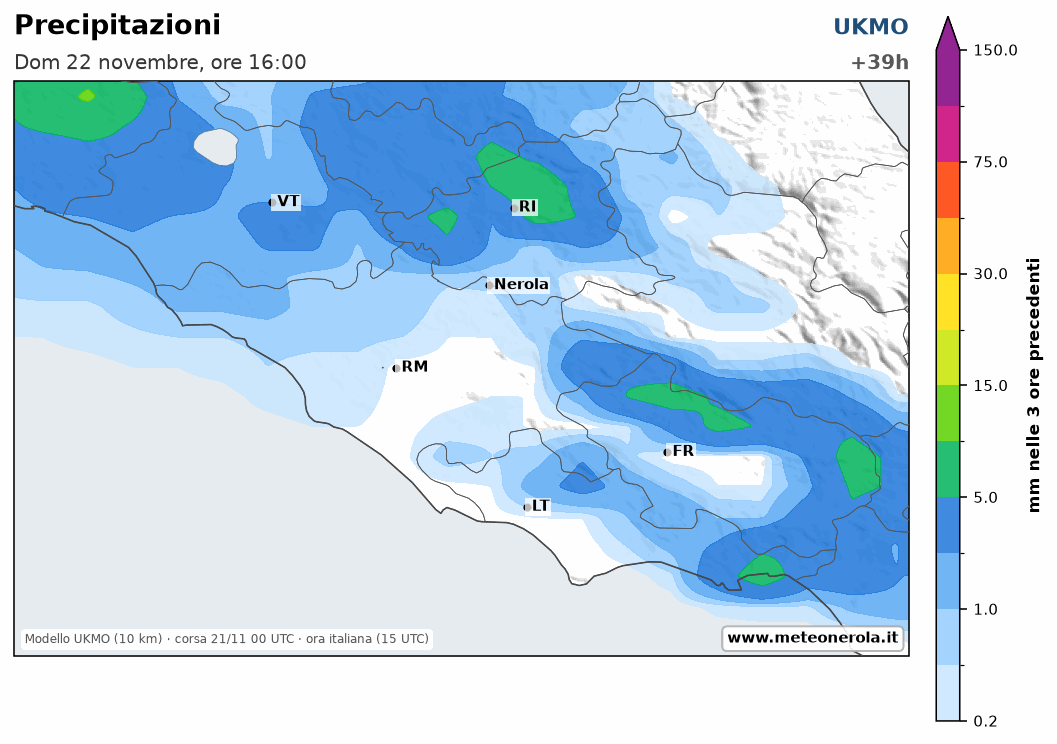 Precipitazioni
UKMO
Dom 22 novembre, ore 16:00
+39h
150.0
75.0
30.0
15.0
5.0
1.0
0.2
mm nelle 3 ore precedenti
VT
RI
Nerola
RM
FR
LT
Modello UKMO (10 km) · corsa 21/11 00 UTC · ora italiana (15 UTC)
www.meteonerola.it